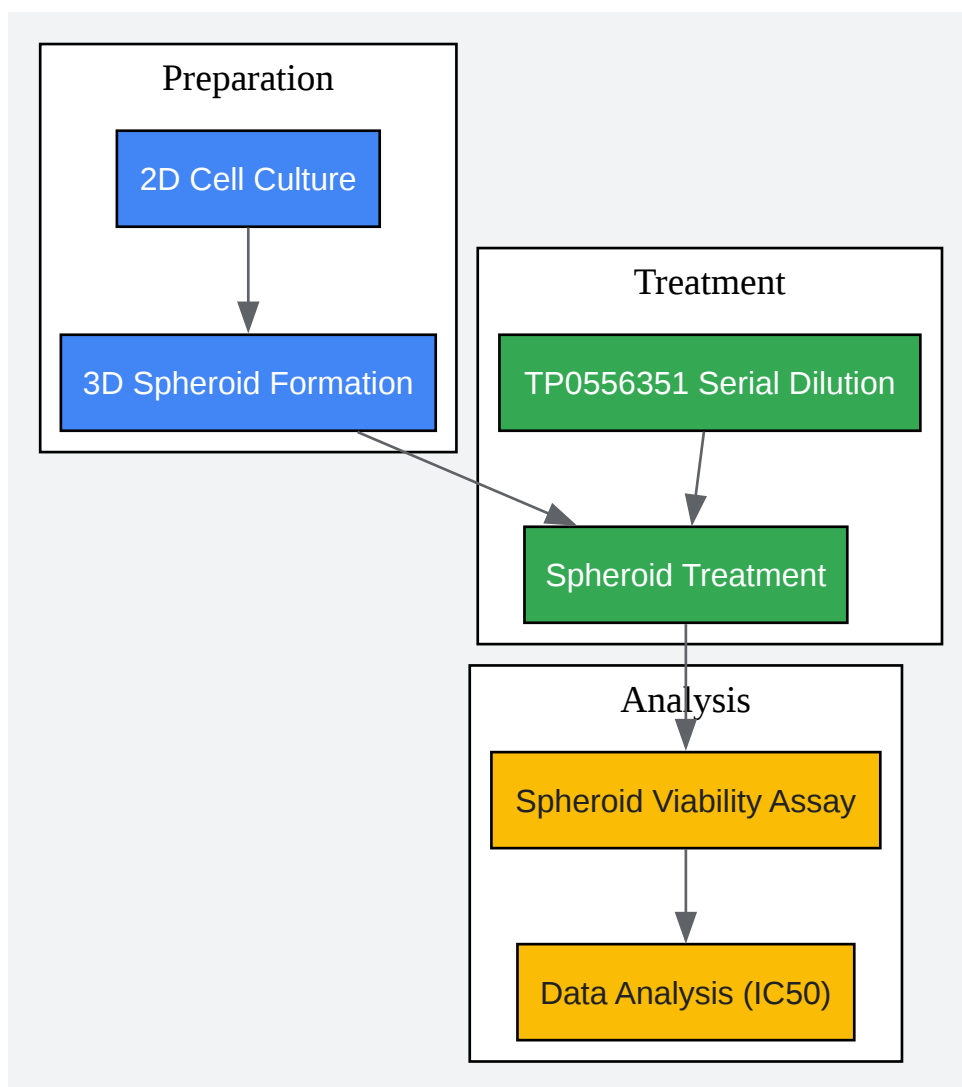 Preparation
2D Cell Culture
3D Spheroid Formation
Treatment
TP0556351 Serial Dilution
Spheroid Treatment
Analysis
Spheroid Viability Assay
Data Analysis (IC50)